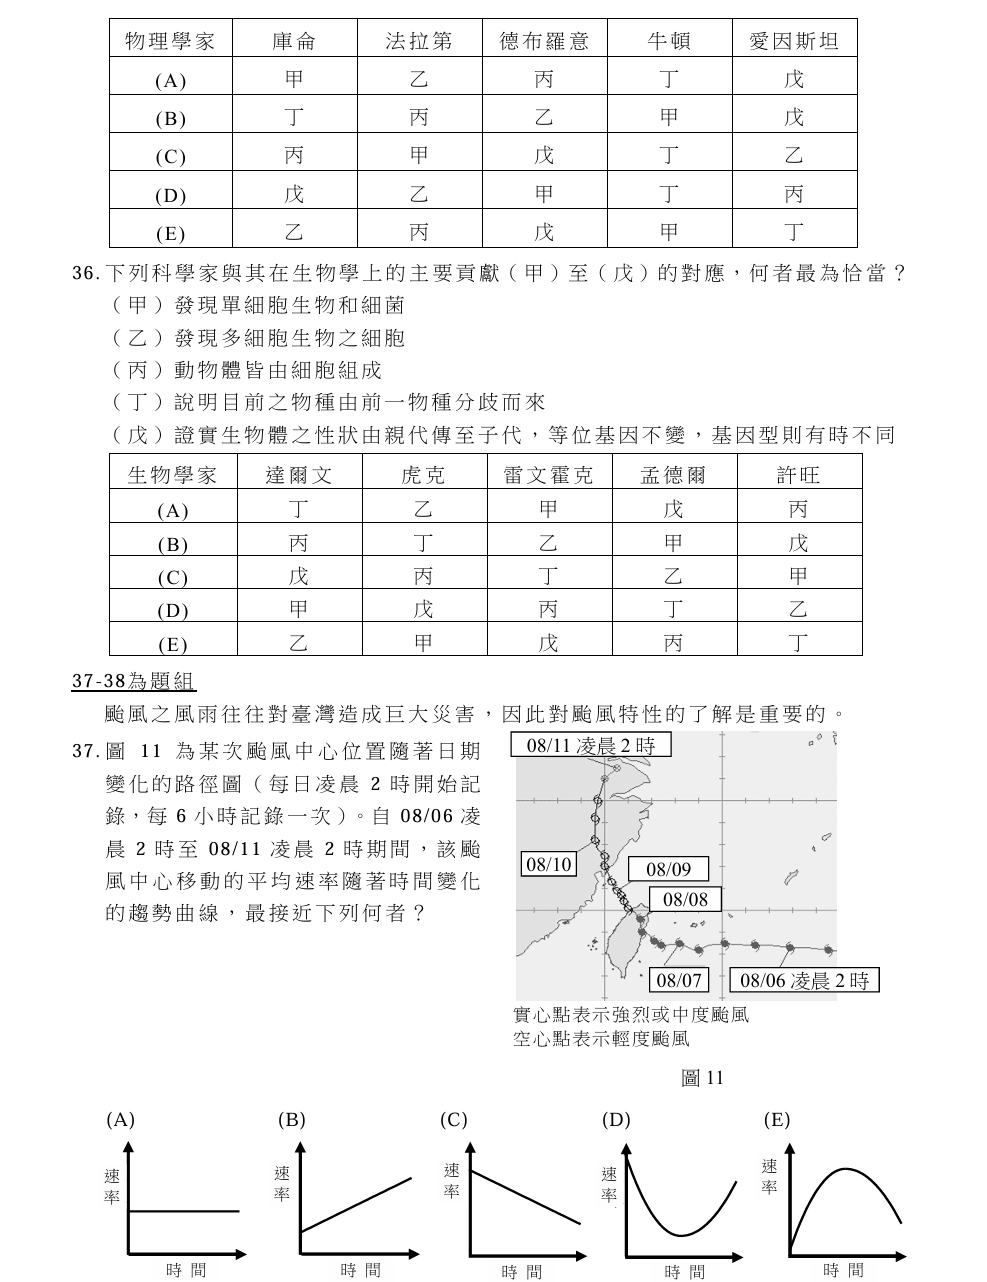 物理學家 庫侖 法拉第 德布羅意 牛頓 愛因斯坦
(A) 甲 乙 丙 丁 戊
(B) 丁 丙 乙 甲 戊
(C) 丙 甲 戊 丁 乙
(D) 戊 乙 甲 丁 丙
(E) 乙 丙 戊 甲 丁
36. 下列科學家與其在生物學上的主要貢獻（甲）至（戊）的對應，何者最為恰當？
（甲）發現單細胞生物和細菌
（乙）發現多細胞生物之細胞
（丙）動物體皆由細胞組成
（丁）說明目前之物種由前一物種分歧而來
（戊）證實生物體之性狀由親代傳至子代，等位基因不變，基因型則有時不同
生物學家 達爾文 虎克 雷文霍克 孟德爾 許旺
(A) 丁 乙 甲 戊 丙
(B) 丙 丁 乙 甲 戊
(C) 戊 丙 丁 乙 甲
(D) 甲 戊 丙 丁 乙
(E) 乙 甲 戊 丙 丁
37-38為題組
颱風之風雨往往對臺灣造成巨大災害，因此對颱風特性的了解是重要的。
37. 圖 11 為某次颱風中心位置隨著日期
變化的路徑圖（每日凌晨 2 時開始記
錄，每 6 小時記錄一次）。自 08/06 凌
晨 2 時至 08/11 凌晨 2 時期間，該颱
風中心移動的平均速率隨著時間變化
的趨勢曲線，最接近下列何者？
08/11 凌晨 2 時
08/10
08/09
08/08
08/07
08/06 凌晨 2 時
實心點表示強烈或中度颱風
空心點表示輕度颱風
圖 11
(A) (B) (C) (D) (E)
速率 速率 速率 速率 速率
時間 時間 時間 時間 時間